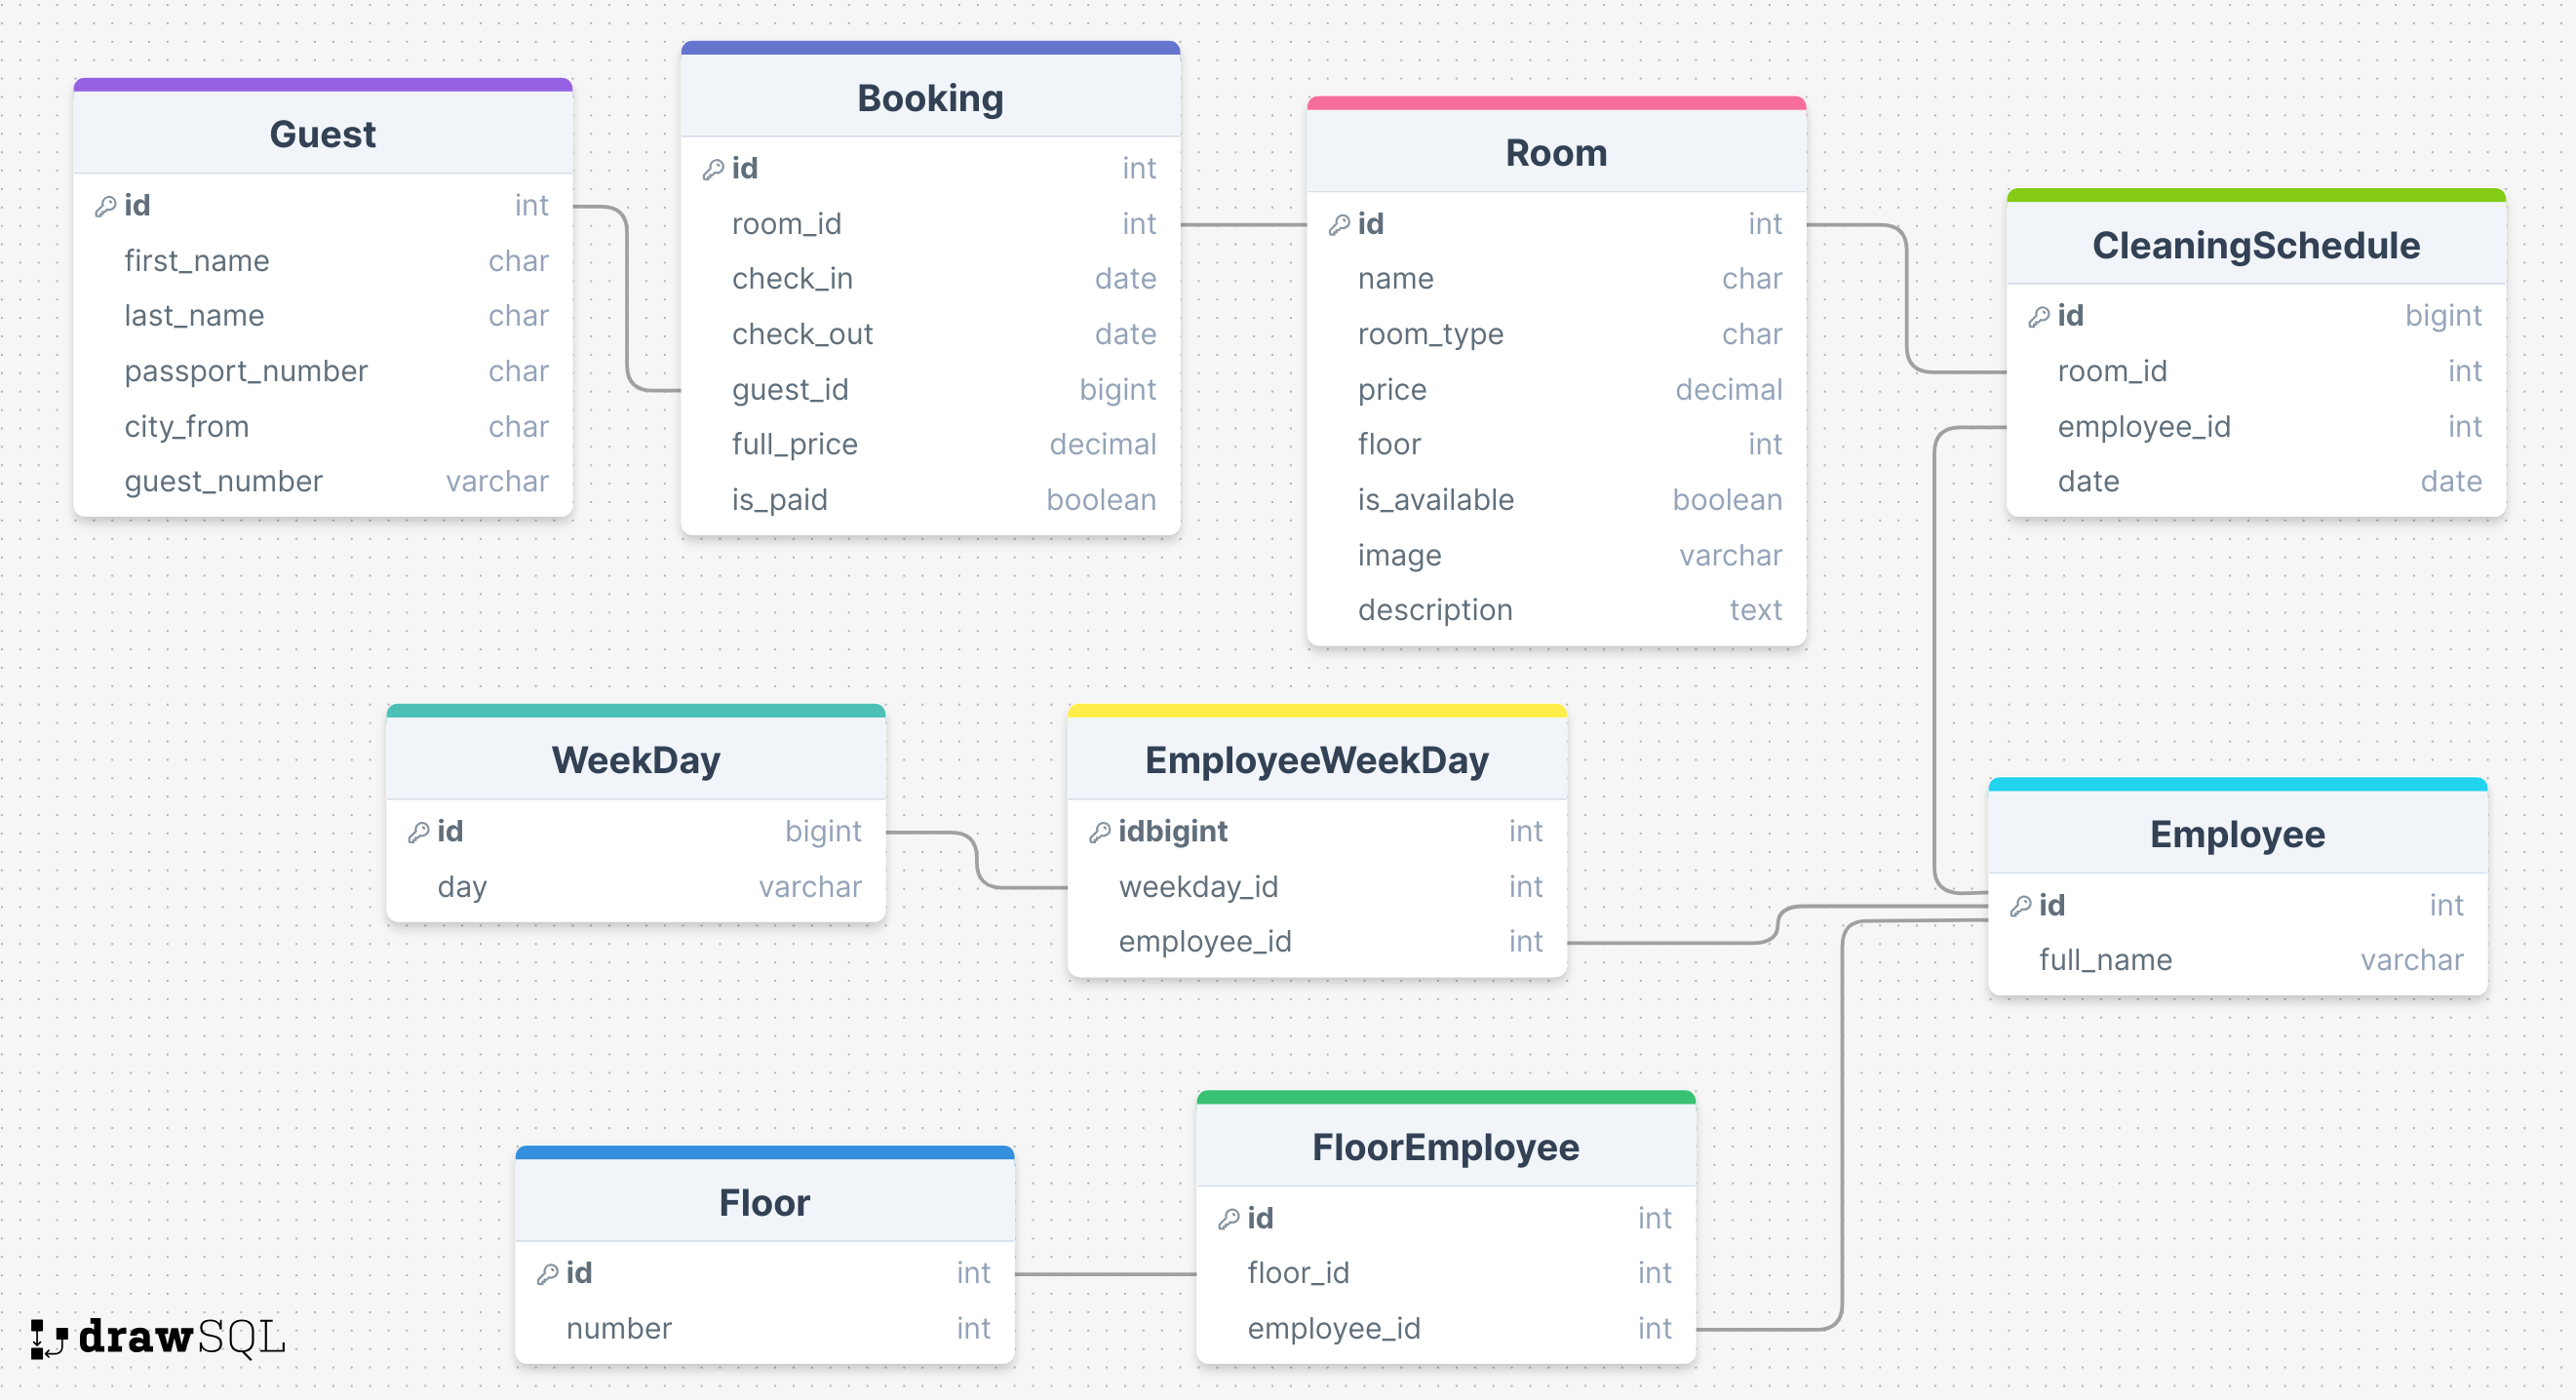 Guest
id int
first_name char
last_name char
passport_number char
city_from char
guest_number varchar
Booking
id int
room_id int
check_in date
check_out date
guest_id bigint
full_price decimal
is_paid boolean
Room
id int
name char
room_type char
price decimal
floor int
is_available boolean
image varchar
description text
CleaningSchedule
id bigint
room_id int
employee_id int
date date
WeekDay
id bigint
day varchar
EmployeeWeekDay
idbigint int
weekday_id int
employee_id int
Employee
id int
full_name varchar
Floor
id int
number int
FloorEmployee
id int
floor_id int
employee_id int
drawSQL